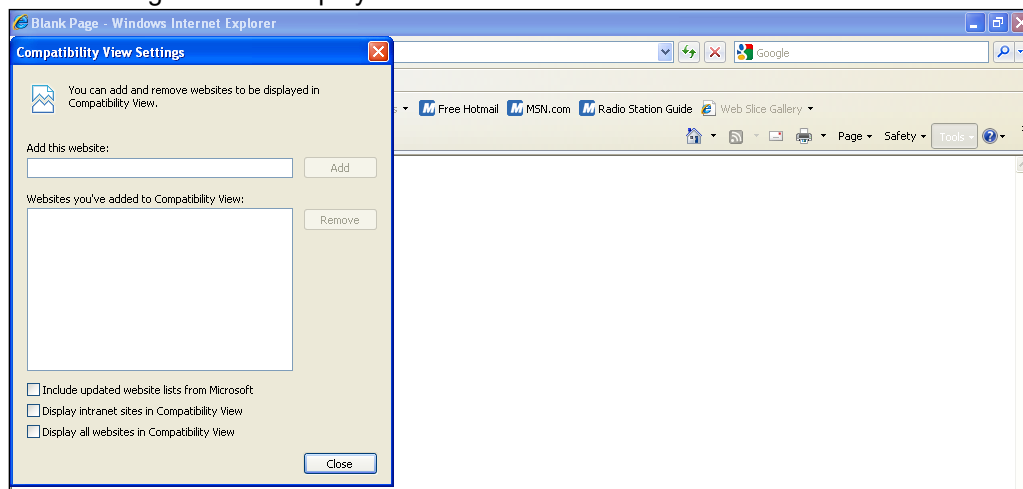 Blank Page - Windows Internet Explorer
Compatibility View Settings
Google
You can add and remove websites to be displayed in
Compatibility View.
Free Hotmail MSN.com Radio Station Guide Web Slice Gallery
Page Safety Tools
Add this website:
Add
Websites you've added to Compatibility View:
Remove
Include updated website lists from Microsoft
Display intranet sites in Compatibility View
Display all websites in Compatibility View
Close